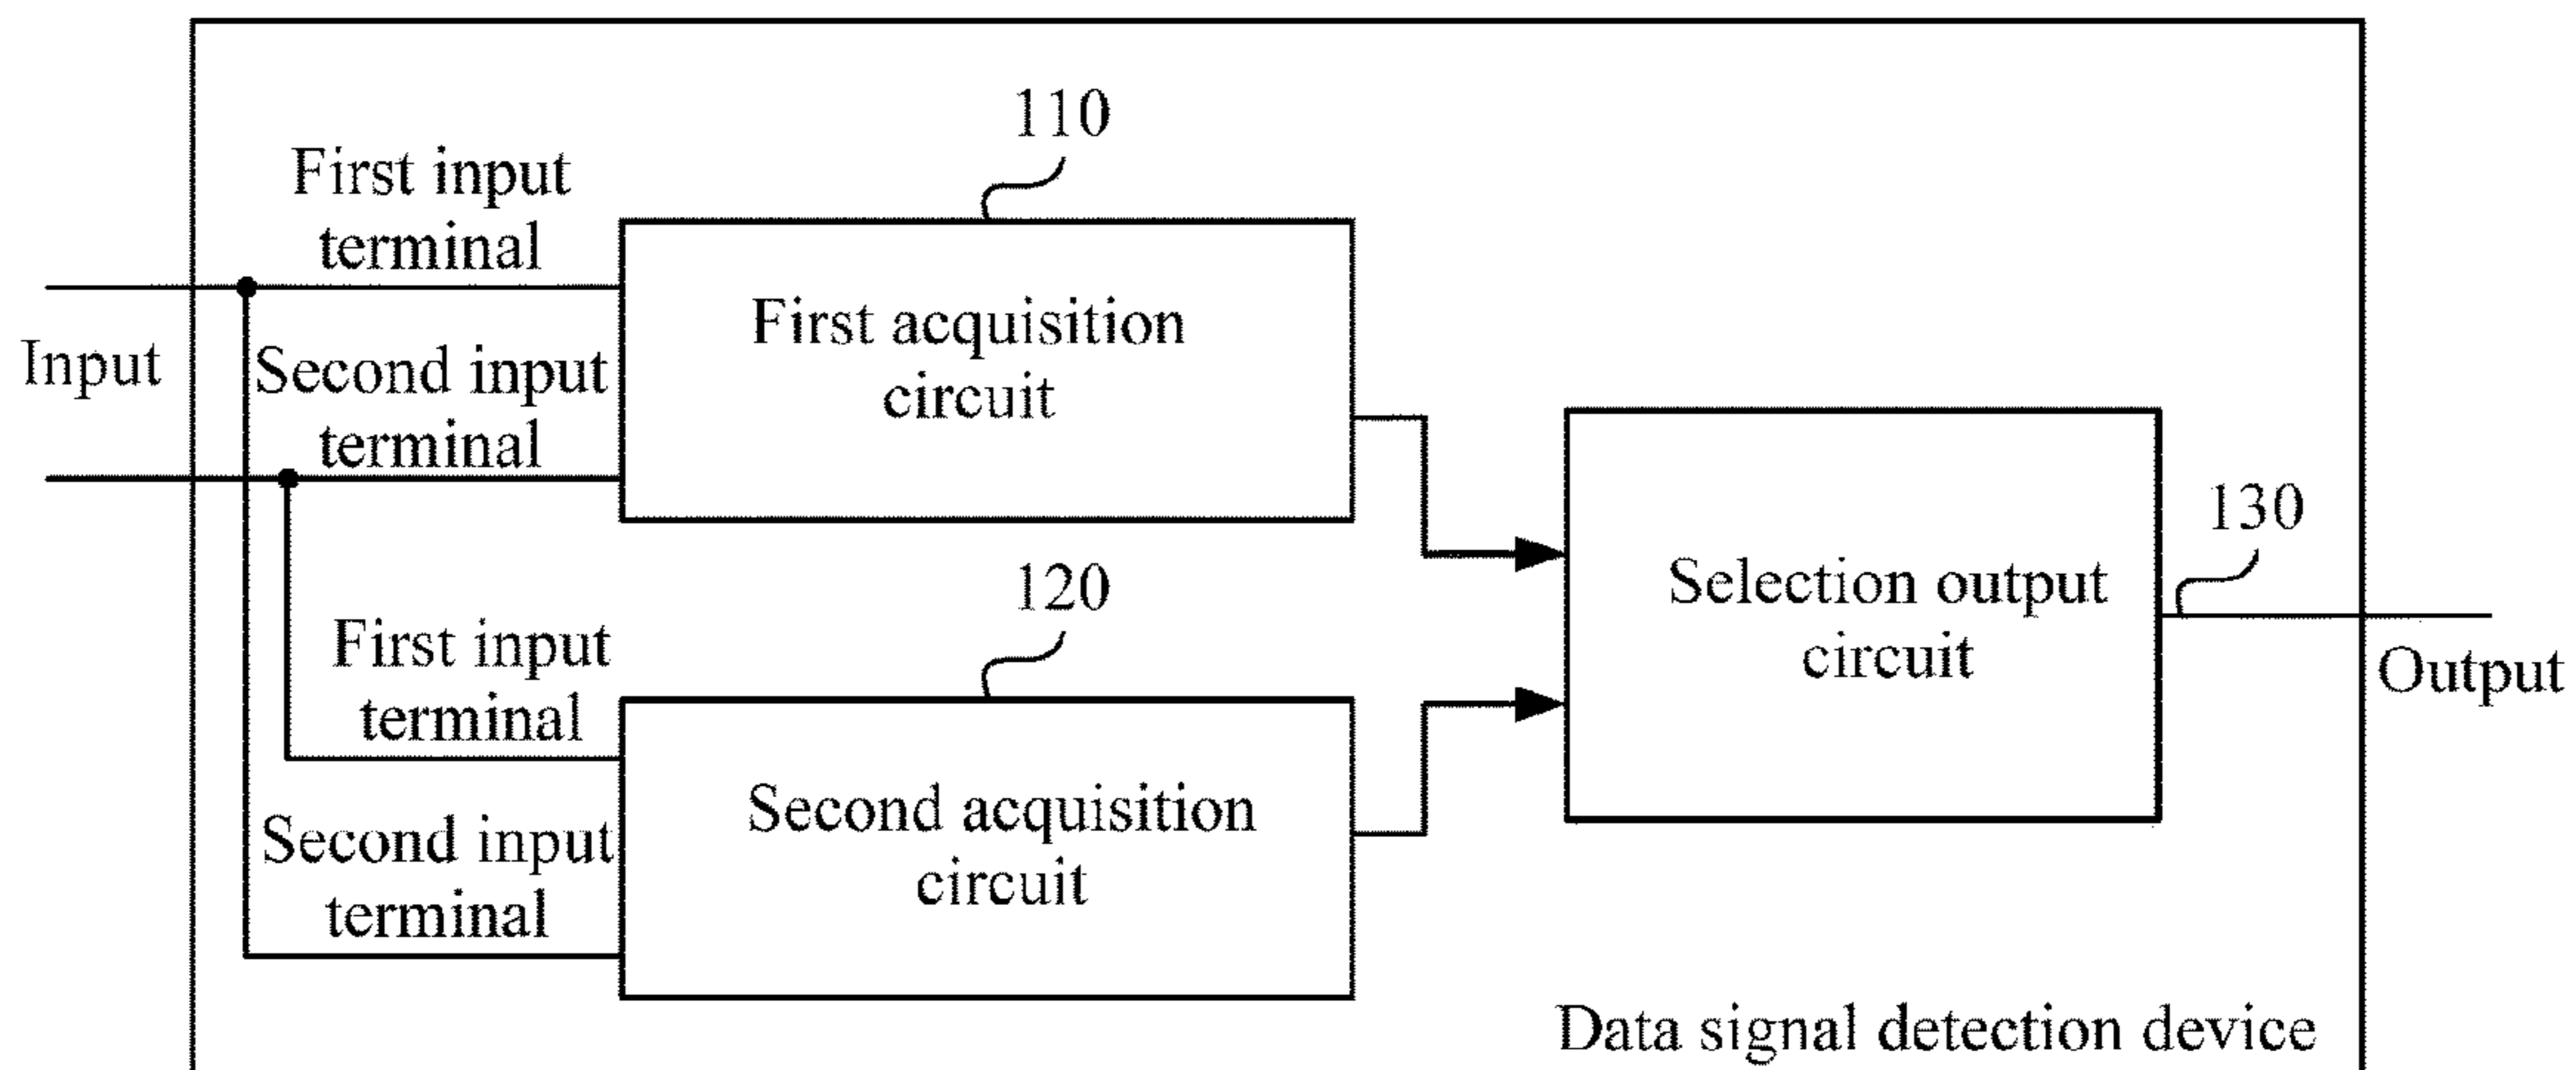 110
First input
terminal
First acquisition
circuit
Input
Second input
terminal
130
Selection output
circuit
Output
120
First input
terminal
Second acquisition
circuit
Second input
terminal
Data signal detection device